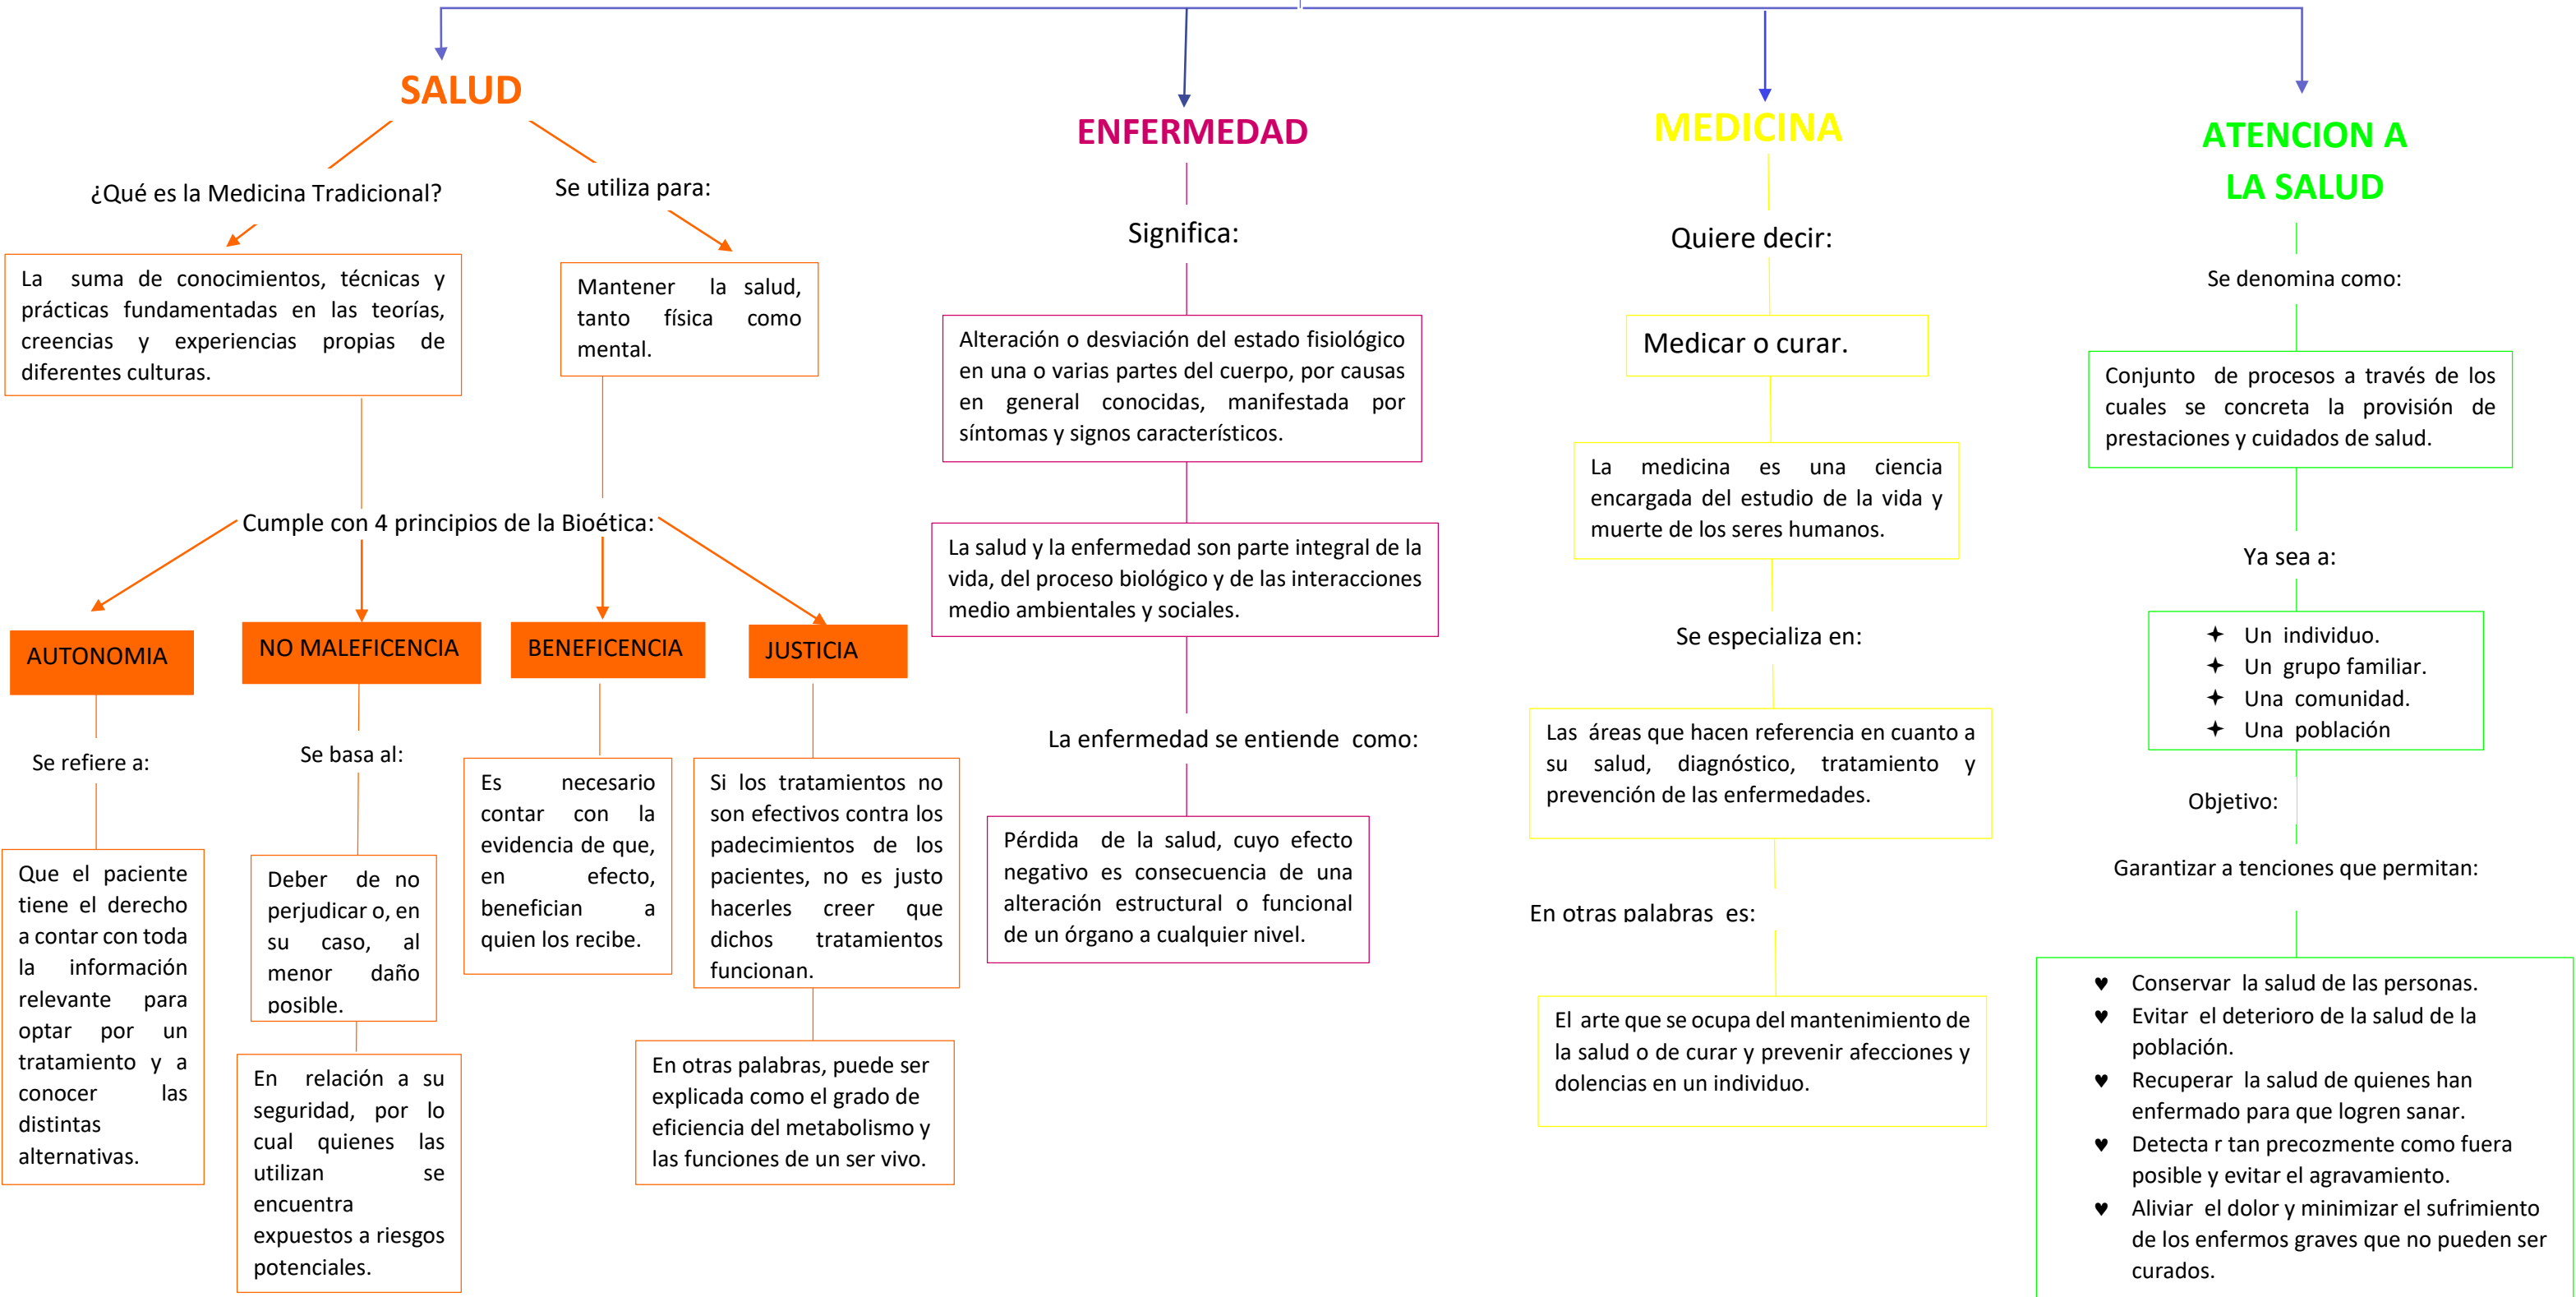 SALUD
¿Qué es la Medicina Tradicional?
La suma de conocimientos, técnicas y
prácticas fundamentadas en las teorías,
creencias y experiencias propias de
diferentes culturas.
Se utiliza para:
Mantener la salud,
tanto física como
mental.
Cumple con 4 principios de la Bioética:
AUTONOMIA
Se refiere a:
Que el paciente
tiene el derecho
a contar con toda
la información
relevante para
optar por un
tratamiento y a
conocer las
distintas
alternativas.
NO MALEFICENCIA
Se basa al:
Deber de no
perjudicar o, en
su caso, al
menor daño
posible.
En relación a su
seguridad, por lo
cual quienes las
utilizan se
encuentra
expuestos a riesgos
potenciales.
BENEFICENCIA
Es necesario
contar con la
evidencia de que,
en efecto,
benefician a
quien los recibe.
JUSTICIA
Si los tratamientos no
son efectivos contra los
padecimientos de los
pacientes, no es justo
hacerles creer que
dichos tratamientos
funcionan.
En otras palabras, puede ser
explicada como el grado de
eficiencia del metabolismo y
las funciones de un ser vivo.
ENFERMEDAD
Significa:
Alteración o desviación del estado fisiológico
en una o varias partes del cuerpo, por causas
en general conocidas, manifestada por
síntomas y signos característicos.
La salud y la enfermedad son parte integral de la
vida, del proceso biológico y de las interacciones
medio ambientales y sociales.
La enfermedad se entiende como:
Pérdida de la salud, cuyo efecto
negativo es consecuencia de una
alteración estructural o funcional
de un órgano a cualquier nivel.
MEDICINA
Quiere decir:
Medicar o curar.
La medicina es una ciencia
encargada del estudio de la vida y
muerte de los seres humanos.
Se especializa en:
Las áreas que hacen referencia en cuanto a
su salud, diagnóstico, tratamiento y
prevención de las enfermedades.
En otras palabras es:
El arte que se ocupa del mantenimiento de
la salud o de curar y prevenir afecciones y
dolencias en un individuo.
ATENCION A
LA SALUD
Se denomina como:
Conjunto de procesos a través de los
cuales se concreta la provisión de
prestaciones y cuidados de salud.
Ya sea a:
Un individuo.
Un grupo familiar.
Una comunidad.
Una población
Objetivo:
Garantizar a tenciones que permitan:
Conservar la salud de las personas.
Evitar el deterioro de la salud de la
población.
Recuperar la salud de quienes han
enfermado para que logren sanar.
Detecta r tan precozmente como fuera
posible y evitar el agravamiento.
Aliviar el dolor y minimizar el sufrimiento
de los enfermos graves que no pueden ser
curados.